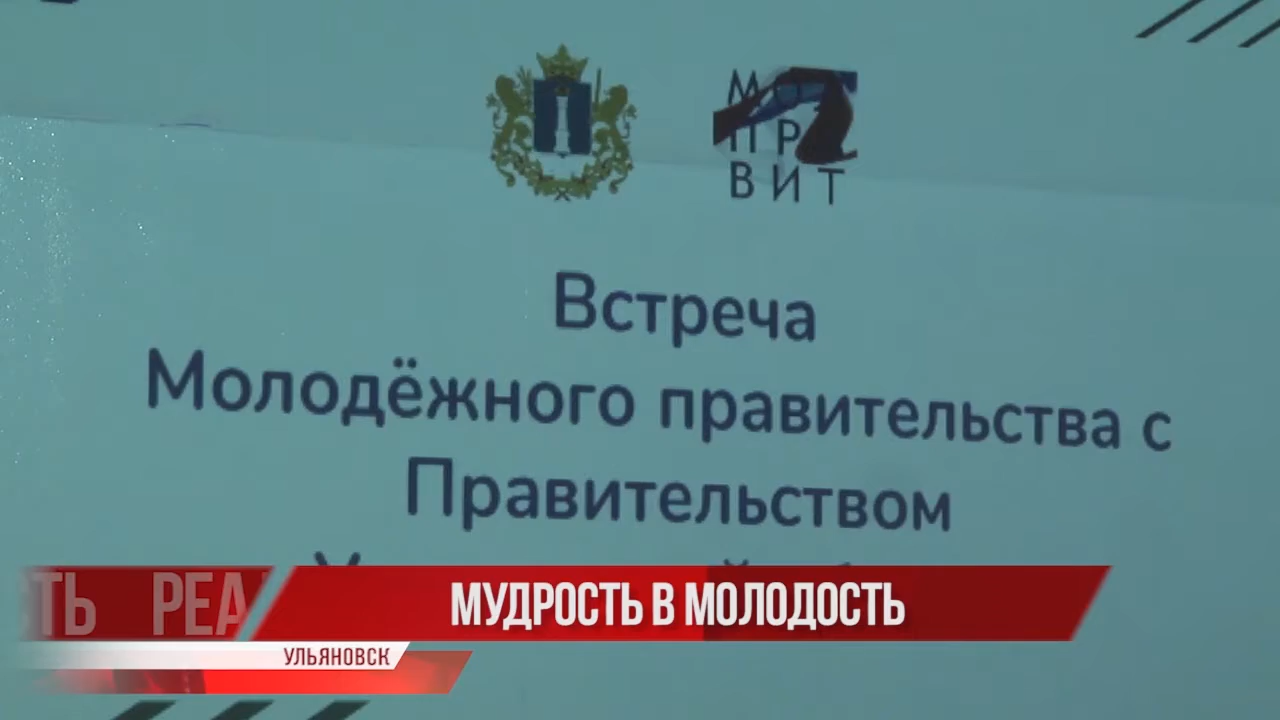 ВИТ
Встреча
Молодёжного правительства с
Правительством
МУДРОСТЬ В МОЛОДОСТЬ
УЛЬЯНОВСК